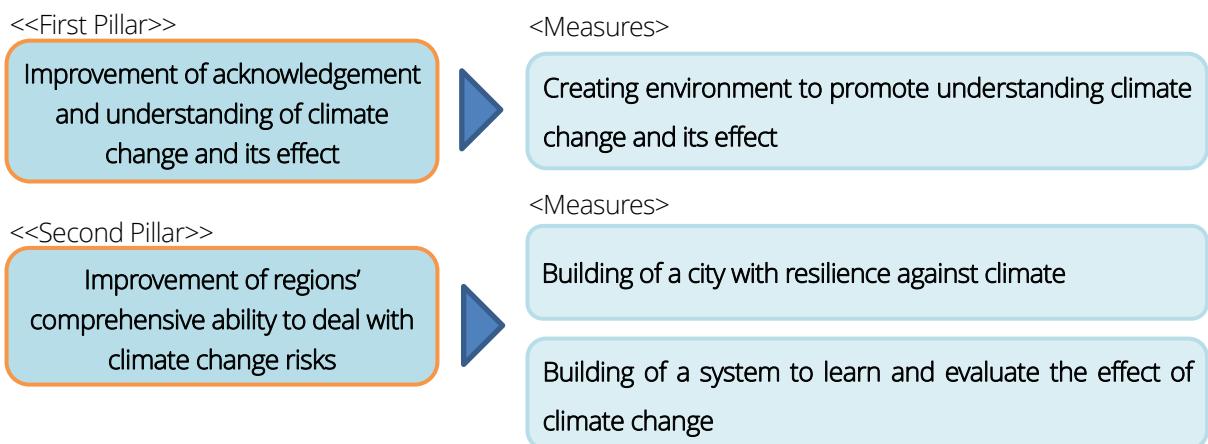 <<First Pillar>>
Improvement of acknowledgement
and understanding of climate
change and its effect
<Measures>
Creating environment to promote understanding climate
change and its effect
<<Second Pillar>>
Improvement of regions’
comprehensive ability to deal with
climate change risks
<Measures>
Building of a city with resilience against climate
Building of a system to learn and evaluate the effect of
climate change